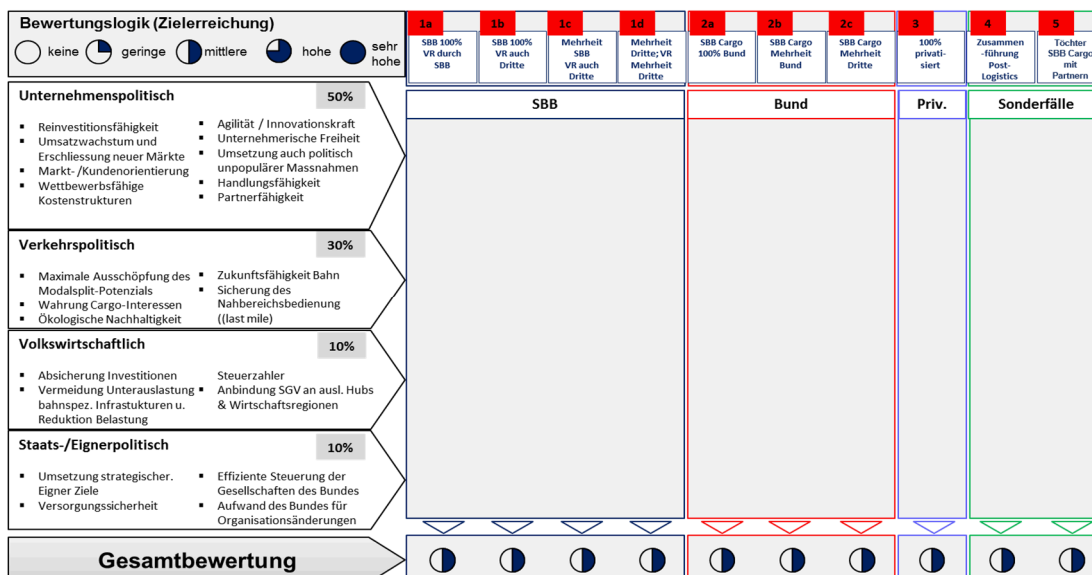 Bewertungslogik (Zielerreichung)
keine geringe mittlere hohe sehr
hohe
1a 1b 1c 1d 2a 2b 2c 3 4 5
SBB 100%
VR durch
SBB
SBB 100%
VR auch
Dritte
Mehrheit
SBB
VR auch
Dritte
Mehrheit
Dritte; VR
Mehrheit
Dritte
SBB Cargo
100% Bund
SBB Cargo
Mehrheit
Bund
SBB Cargo
Mehrheit
Dritte
100%
privati-
siert
Zusammen
-führung
Post-
Logistics
Töchter
SBB Cargo
mit
Partnern
SBB Bund Priv. Sonderfälle
Unternehmenspolitisch 50%
▪ Reinvestitionsfähigkeit
▪ Umsatzwachstum und
Erschliessung neuer Märkte
▪ Markt-/Kundenorientierung
▪ Wettbewerbsfähige
Kostenstrukturen
▪ Agilität / Innovationskraft
▪ Unternehmerische Freiheit
▪ Umsetzung auch politisch
unpopulärer Massnahmen
▪ Handlungsfähigkeit
▪ Partnerfähigkeit
Verkehrspolitisch 30%
▪ Maximale Ausschöpfung des
Modalsplit-Potenzials
▪ Wahrung Cargo-Interessen
▪ Ökologische Nachhaltigkeit
▪ Zukunftsfähigkeit Bahn
▪ Sicherung des
Nahbereichsbedienung
((last mile)
Volkswirtschaftlich 10%
▪ Absicherung Investitionen
▪ Vermeidung Unterauslastung
bahnspez. Infrastukturen u.
Reduktion Belastung
Steuerzahler
▪ Anbindung SGV an ausl. Hubs
& Wirtschaftsregionen
Staats-/Eignerpolitisch 10%
▪ Umsetzung strategischer.
Eigner Ziele
▪ Versorgungssicherheit
▪ Effiziente Steuerung der
Gesellschaften des Bundes
▪ Aufwand des Bundes für
Organisationsänderungen
Gesamtbewertung